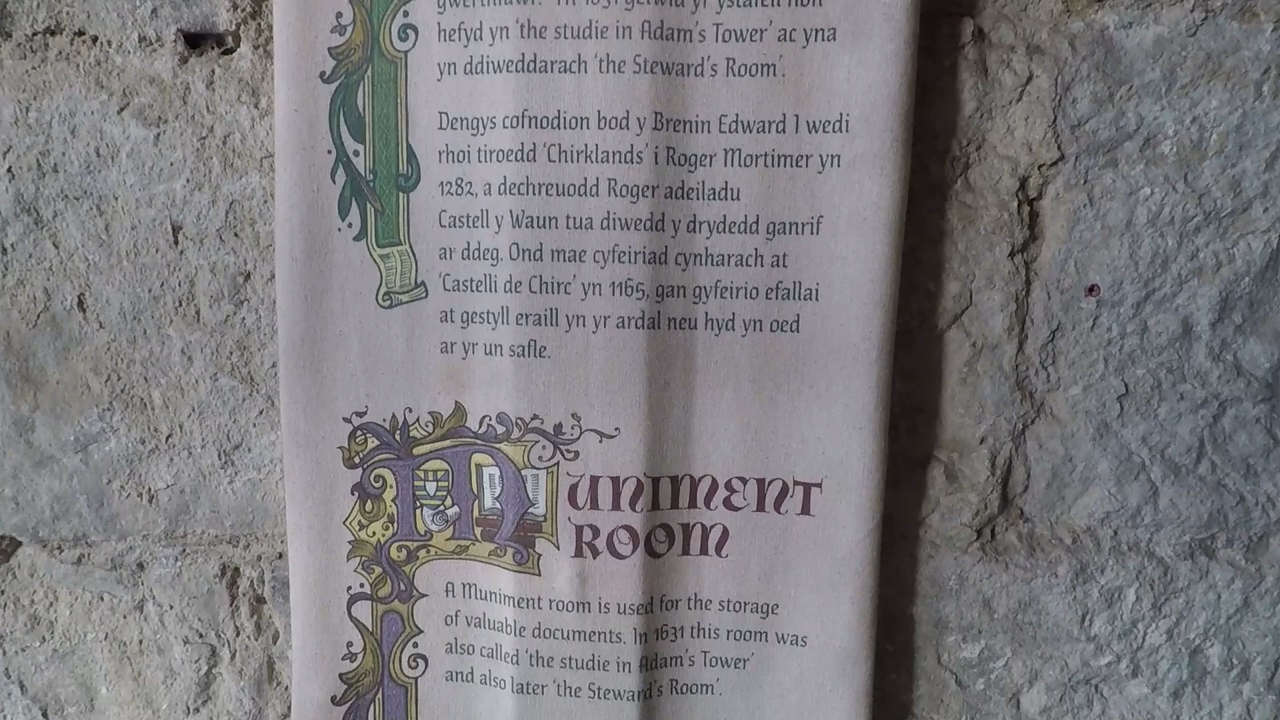 hefyd yn ‘the studie in Adam’s Tower’ ac yna
yn ddiweddarach ‘the Steward’s Room’.
Dengys cofnodion bod y Brenin Edward I wedi
rhoi tiroedd ‘Chirklands’ i Roger Mortimer yn
1282, a dechreuodd Roger adeiladu
Castell y Waun tua diwedd y drydedd ganrif
ar ddeg. Ond mae cyfeiriad cynharach at
‘Castelli de Chirc’ yn 1165, gan gyfeirio efallai
at gestyll eraill yn yr ardal neu hyd yn oed
ar yr un safle.
MUNIMENT
ROOM
A Muniment room is used for the storage
of valuable documents. In 1631 this room was
also called ‘the studie in Adam’s Tower’
and also later ‘the Steward’s Room’.